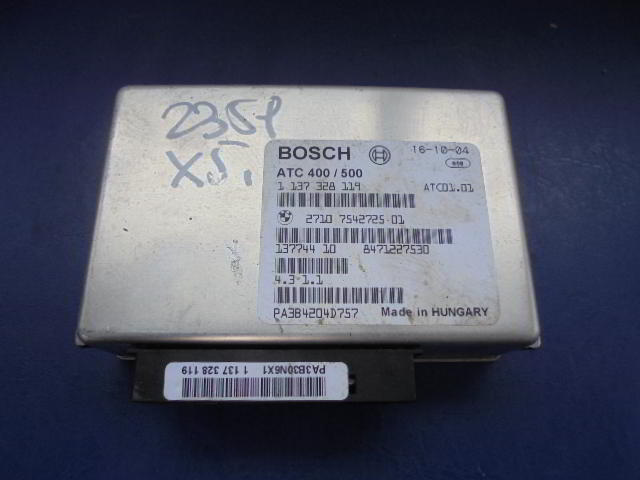 2351
X5,
BOSCH 16-10-04
ATC 400 / 500
1 137 328 119 ATC01.01
2710 7542725-01
137744 10 8471227530
4.3 1.1
PA3B4204D757 Made in HUNGARY
PA3B30N6X1 1 137 328 119